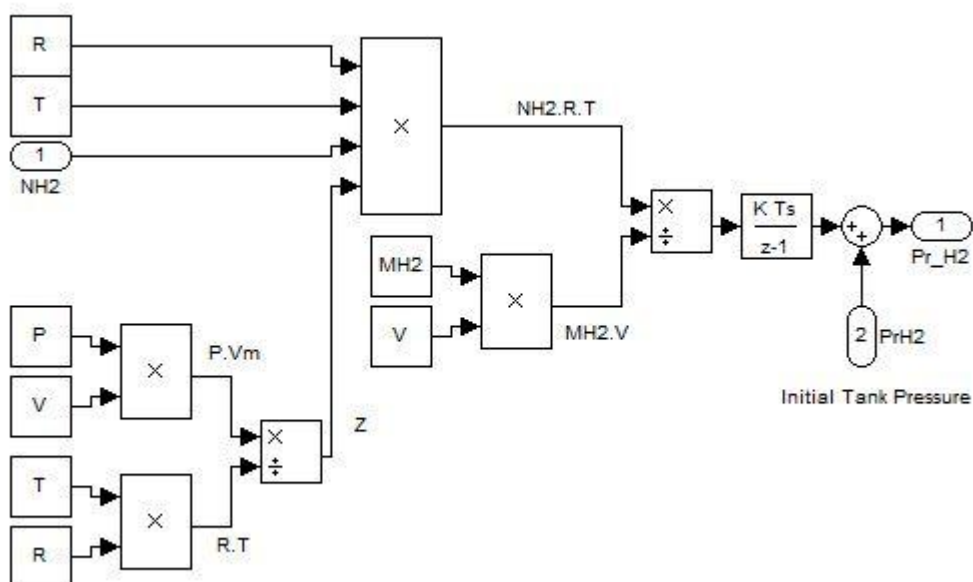 R
T
1
NH2
×
NH2.R.T
×
÷
K Ts
z-1
+
+
1
Pr_H2
MH2
V
×
MH2.V
2
PrH2
Initial Tank Pressure
P
V
×
P.Vm
×
÷
Z
T
R
×
R.T